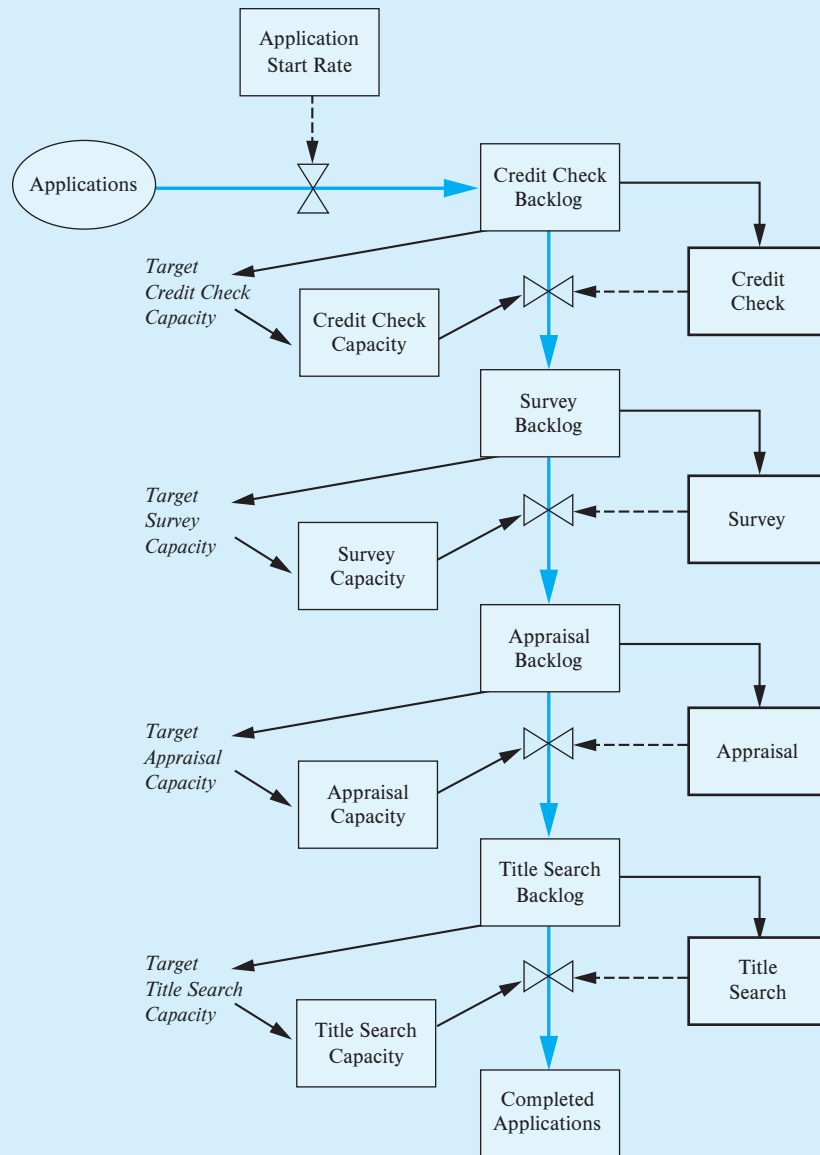 Application
Start Rate
Applications
Credit Check
Backlog
Target
Credit Check
Capacity
Credit Check
Capacity
Credit
Check
Survey
Backlog
Target
Survey
Capacity
Survey
Capacity
Survey
Appraisal
Backlog
Target
Appraisal
Capacity
Appraisal
Capacity
Appraisal
Title Search
Backlog
Target
Title Search
Capacity
Title Search
Capacity
Title
Search
Completed
Applications